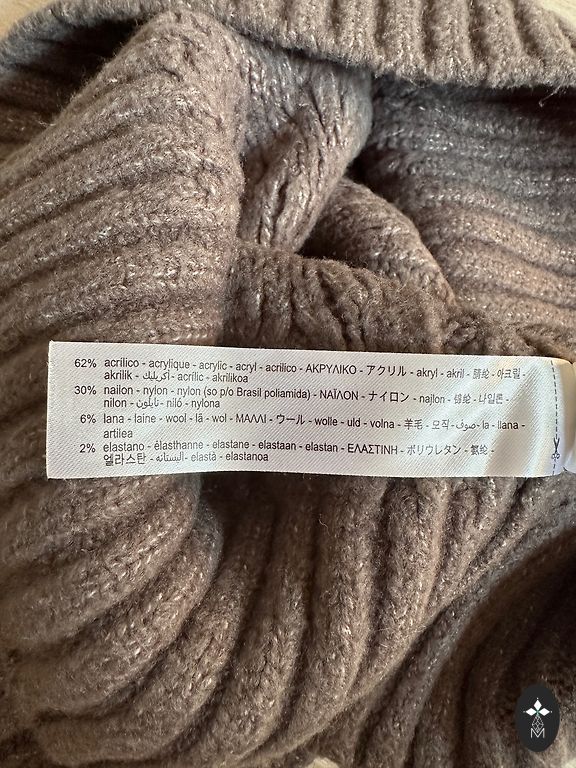 62% acrílico - acrylique - acrylic - acryl - acrilico - ΑΚΡΥΛΙΚΟ - アクリル - akryl - akril - 腈纶 - 아크릴 -
akrilik - أكريليك - acrílic - acrílico - akrilikoa
30% nailon - nylon - nylon (so p/o Brasil poliamida) - ΝΑΪΛΟΝ - ナイロン - najlon - 锦纶 - 나일론 -
nilon - نايلون - niló - nylona
6% lana - laine - wool - lã - wol - ΜΑΛΛΙ - ウール - wolle - uld - volna - 羊毛 - 모직 - صوف - la - llana -
artilea
2% elastano - élasthanne - elastane - elastaan - elastan - ΕΛΑΣΤΙΝΗ - ポリウレタン - 氨纶 -
엘라스탄 - elastà - elastanoa
M